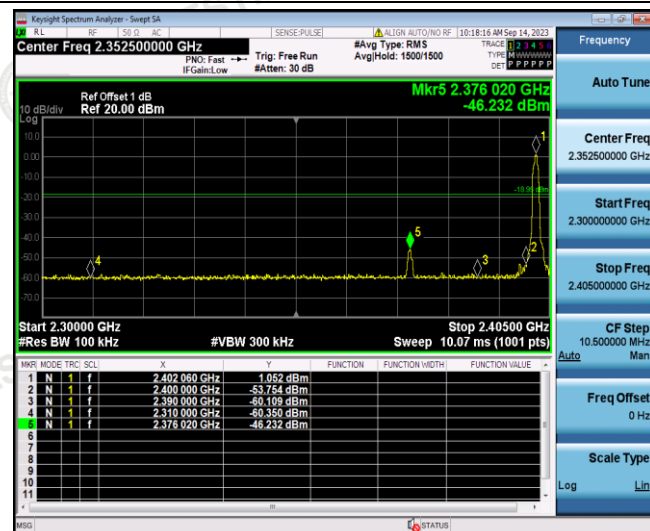 Keysight Spectrum Analyzer - Swept SA
RL RF 50 Ω AC SENSE:PULSE ALIGN AUTO/NO RF 10:18:16 AM Sep 14, 2023
Center Freq 2.352500000 GHz
PNO: Fast Trig: Free Run
IFGain:Low #Atten: 30 dB
#Avg Type: RMS
Avg|Hold: 1500/1500
TRACE 1 2 3 4 5 6
TYPE M WWWWW
DET P P P P P P
Ref Offset 1 dB
10 dB/div Ref 20.00 dBm
Log
Mkr5 2.376 020 GHz
-46.232 dBm
10.0
0.00
-10.0
-20.0
-30.0
-40.0
-50.0
-60.0
-70.0
-18.95 dBm
1
2
3
4
5
Start 2.30000 GHz Stop 2.40500 GHz
#Res BW 100 kHz #VBW 300 kHz Sweep 10.07 ms (1001 pts)
MKR MODE TRC SCL X Y FUNCTION FUNCTION WIDTH FUNCTION VALUE
1 N 1 f 2.402 060 GHz 1.052 dBm
2 N 1 f 2.400 000 GHz -53.754 dBm
3 N 1 f 2.390 000 GHz -60.109 dBm
4 N 1 f 2.310 000 GHz -60.350 dBm
5 N 1 f 2.376 020 GHz -46.232 dBm
6
7
8
9
10
11
MSG STATUS
Frequency
Auto Tune
Center Freq
2.352500000 GHz
Start Freq
2.300000000 GHz
Stop Freq
2.405000000 GHz
CF Step
10.500000 MHz
Auto Man
Freq Offset
0 Hz
Scale Type
Log Lin